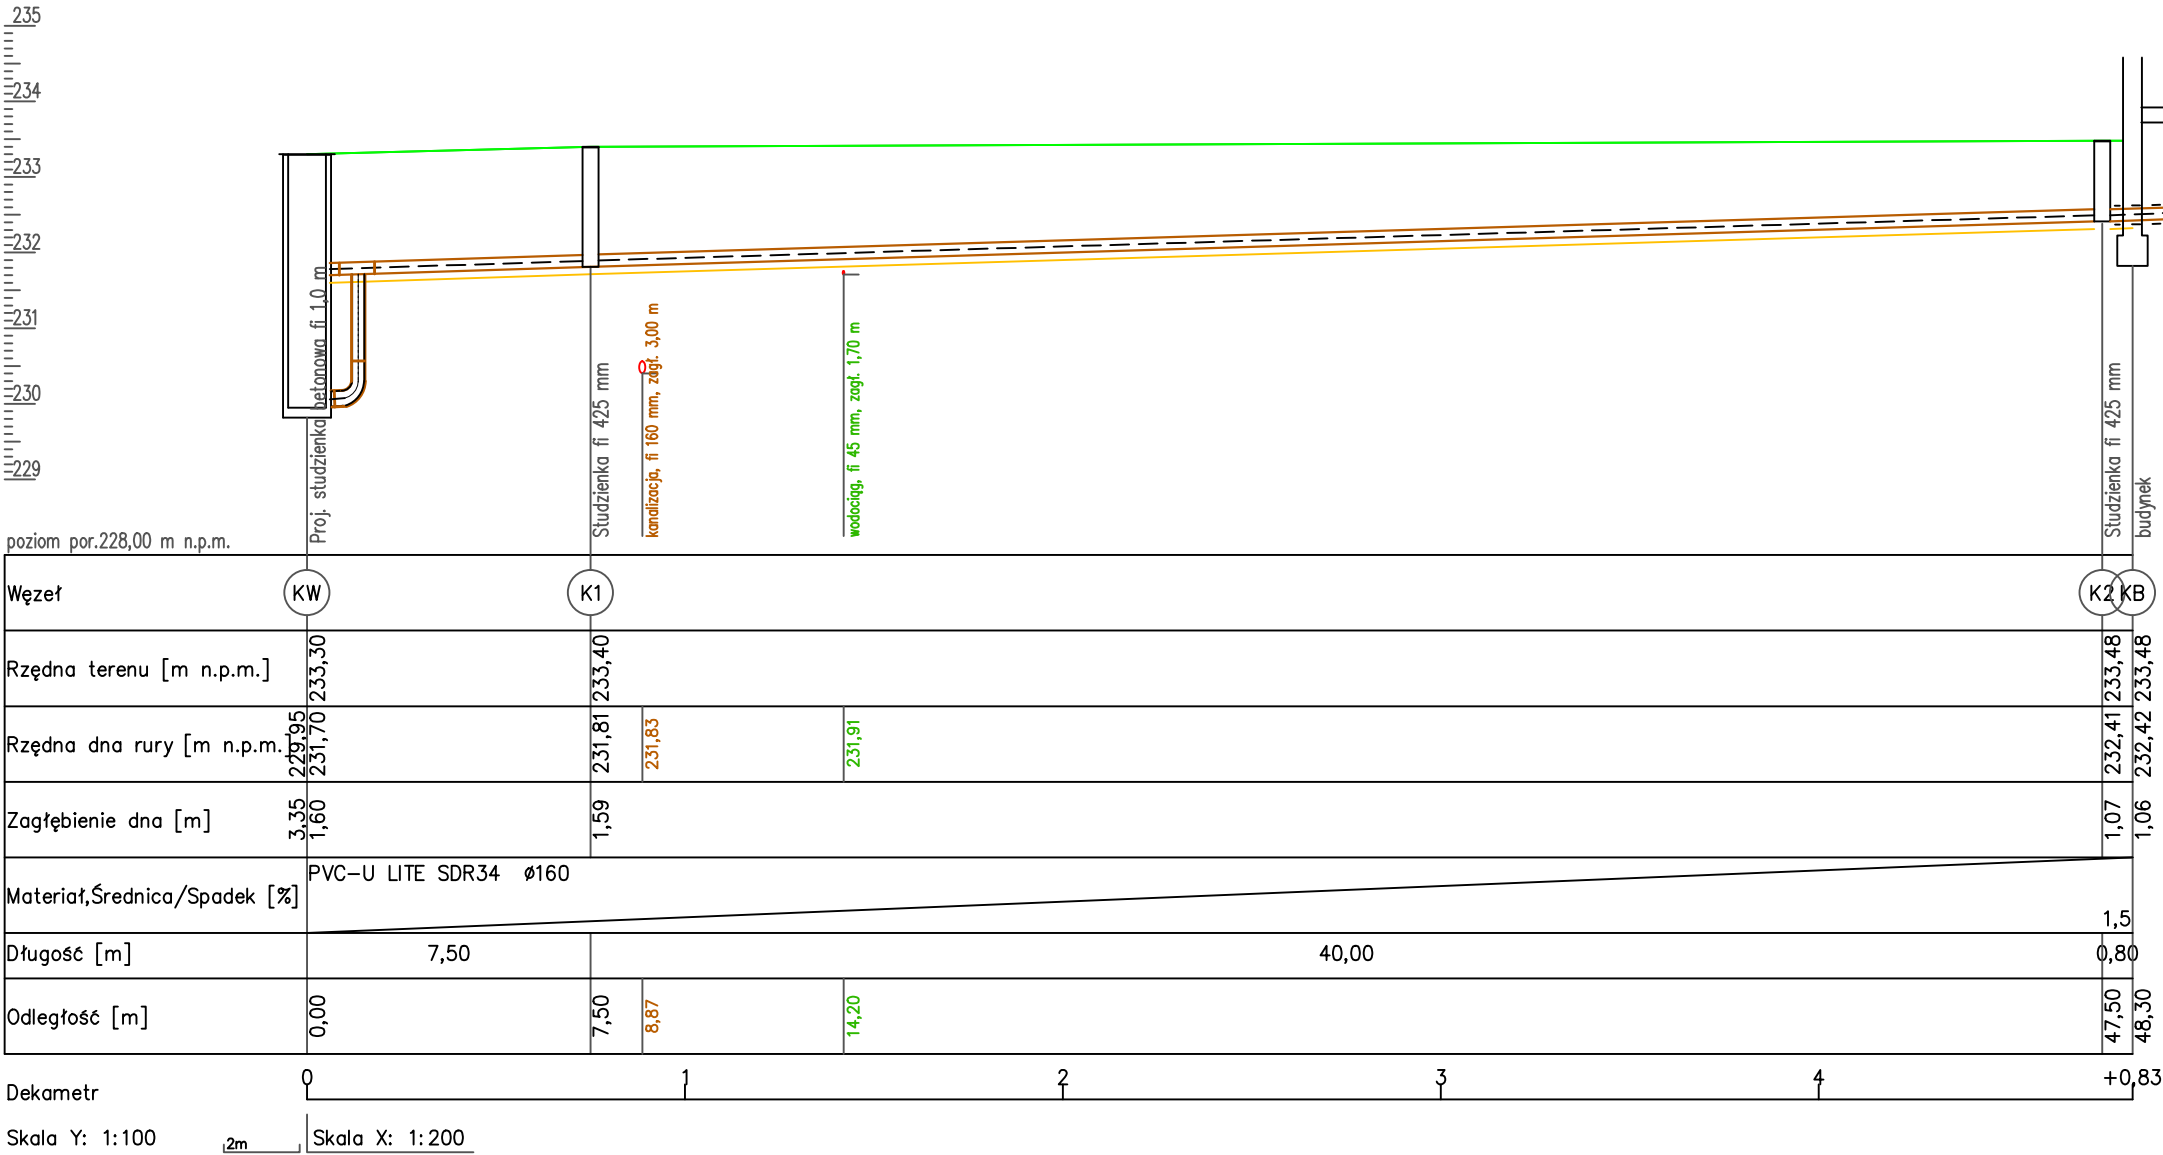 235
234
233
232
231
230
229
Proj. studzienka betonowa fi 1,0 m
Studzienka fi 425 mm
kanalizacja, fi 160 mm, zagł. 3,00 m
wodociąg, fi 45 mm, zagł. 1,70 m
Studzienka fi 425 mm
budynek
poziom por.228,00 m n.p.m.
Węzeł KW K1 K2 KB
Rzędna terenu [m n.p.m.] 233,30 233,40 233,48 233,48
Rzędna dna rury [m n.p.m.] 229,95 231,70 231,81 231,83 231,91 232,41 232,42
Zagłębienie dna [m] 3,35 1,60 1,59 1,07 1,06
PVC-U LITE SDR34 ø160
Materiał,Średnica/Spadek [%] 1,5
Długość [m] 7,50 40,00 0,80
Odległość [m] 0,00 7,50 8,87 14,20 47,50 48,30
Dekametr 0 1 2 3 4 +0,83
Skala Y: 1:100 2m Skala X: 1:200